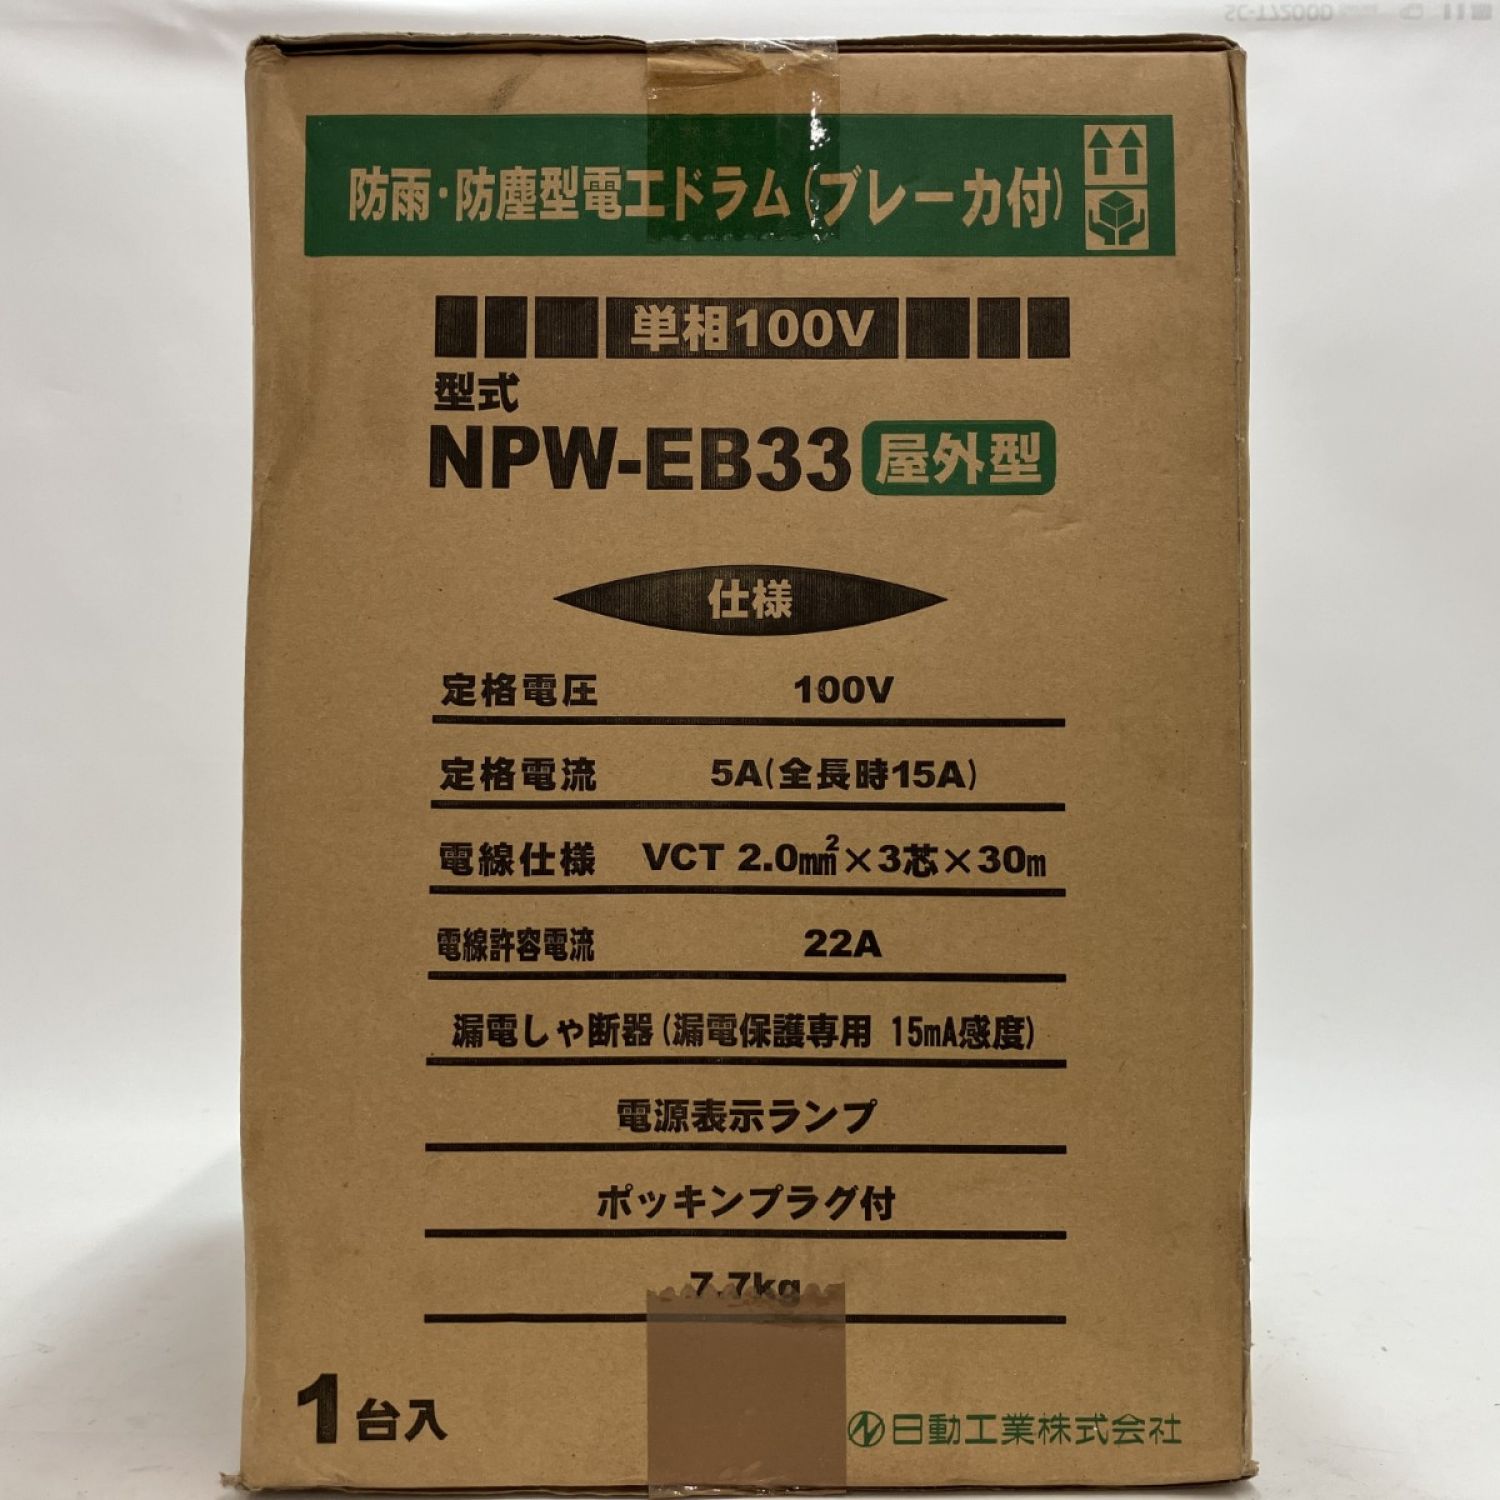 SC-T7200D
防雨・防塵型電工ドラム(ブレーカ付)
単相100V
型式
NPW-EB33 屋外型
仕様
定格電圧 100V
定格電流 5A(全長時15A)
電線仕様 VCT 2.0mm²×3芯×30m
電線許容電流 22A
漏電しゃ断器(漏電保護専用 15mA感度)
電源表示ランプ
ポッキンプラグ付
7.7kg
1台入
日動工業株式会社